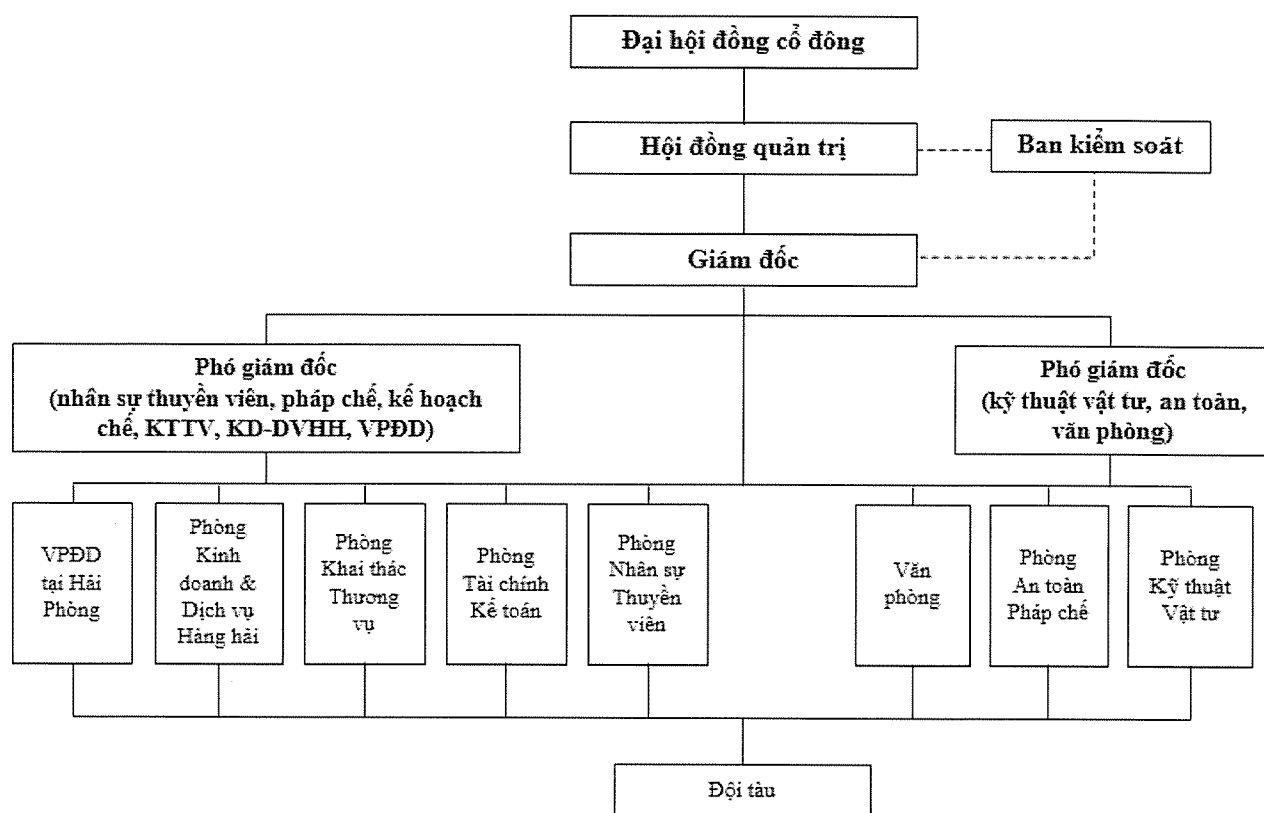 Đại hội đồng cổ đông
Hội đồng quản trị
Ban kiểm soát
Giám đốc
Phó giám đốc
(nhân sự thuyền viên, pháp chế, kế hoạch
chế, KTTV, KD-DVHH, VPĐD)
Phó giám đốc
(kỹ thuật vật tư, an toàn,
văn phòng)
VPĐD
tại Hải
Phòng
Phòng
Kinh
doanh &
Dịch vụ
Hàng hải
Phòng
Khai thác
Thương
vụ
Phòng
Tài chính
Kế toán
Phòng
Nhân sự
Thuyền
viên
Văn
phòng
Phòng
An toàn
Pháp chế
Phòng
Kỹ thuật
Vật tư
Đội tàu